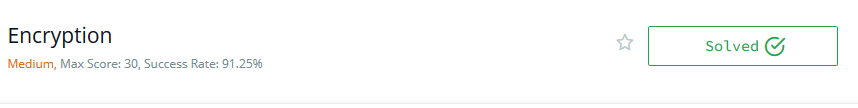 Encryption
Solved
Medium, Max Score: 30, Success Rate: 91.25%